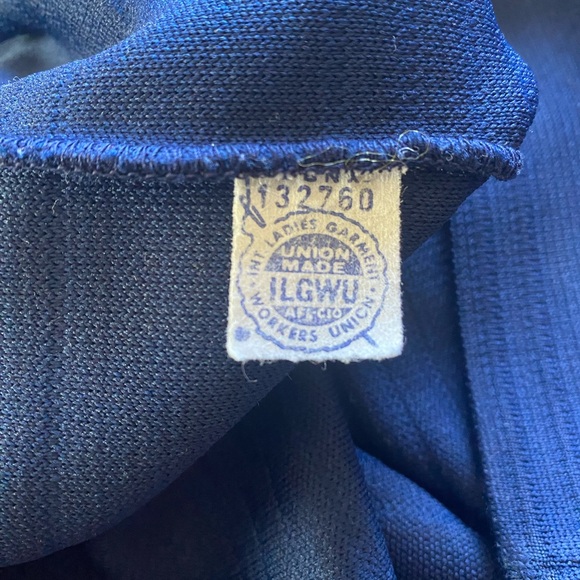 132760
INT LADIES GARMENT
UNION
MADE
ILGWU
AFL-CIO
WORKERS UNION